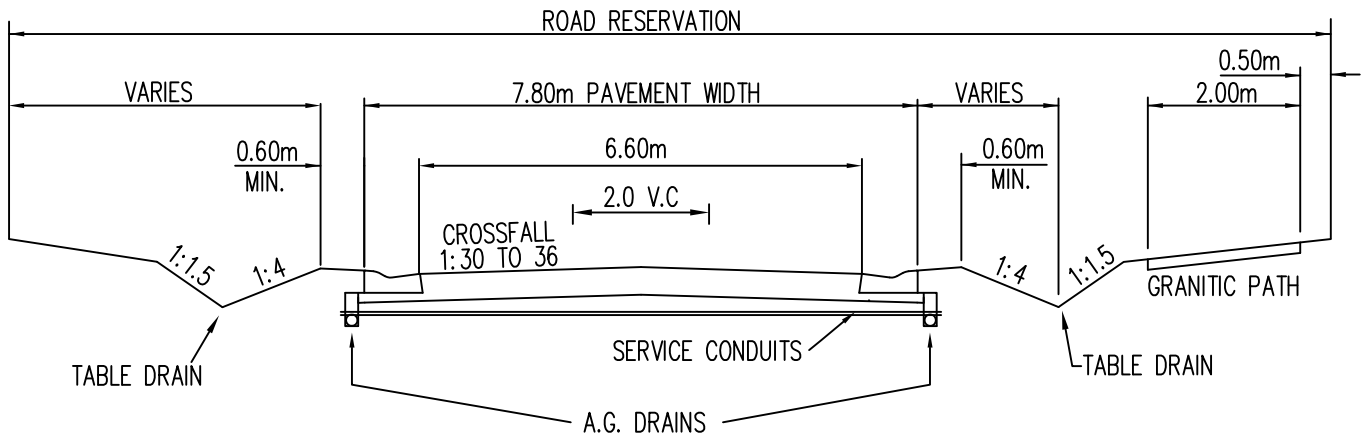 ROAD RESERVATION
0.50m
VARIES
7.80m PAVEMENT WIDTH
VARIES
2.00m
0.60m
MIN.
6.60m
0.60m
MIN.
2.0 V.C
CROSSFALL
1:30 TO 36
1:1.5
1:4
1:4
1:1.5
GRANITIC PATH
SERVICE CONDUITS
TABLE DRAIN
TABLE DRAIN
A.G. DRAINS